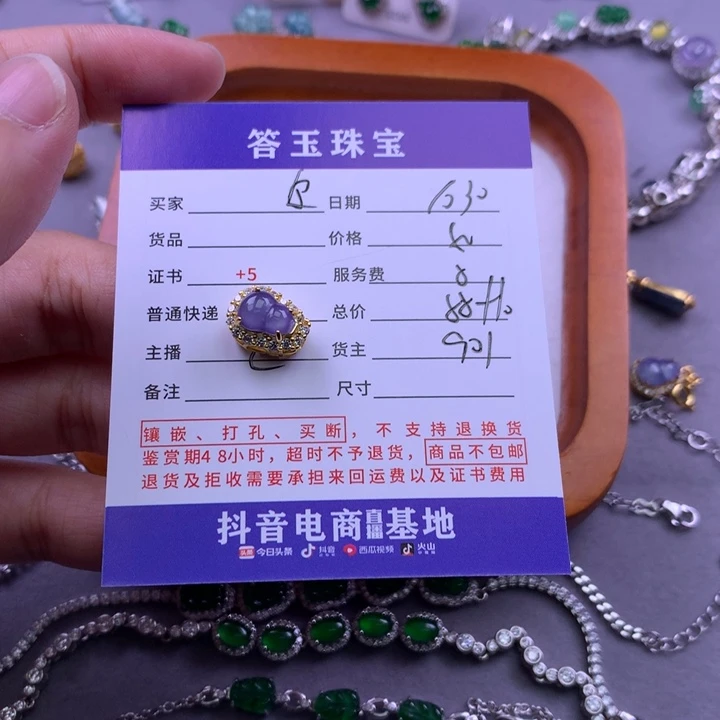 答玉珠宝
买家 日期 1030
货品 价格
证书 +5 服务费
普通快递 总价
主播 货主 901
备注 尺寸
镶嵌、打孔、买断，不支持退换货
鉴赏期48小时，超时不予退货，商品不包邮
退货及拒收需要承担来回运费以及证书费用
抖音电商直播基地
头条 今日头条 抖音 西瓜视频 火山